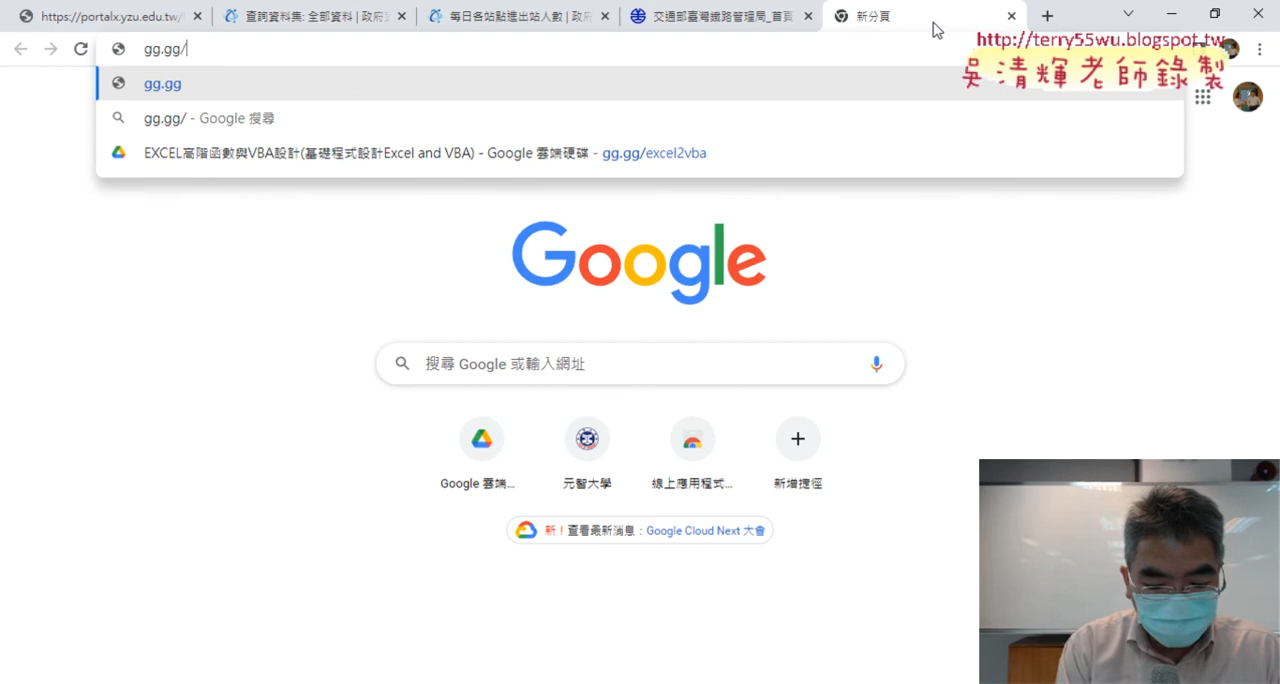 https://portalx.yzu.edu.tw/
查詢資料集: 全部資料 | 政府
每日各站點進出站人數 | 政府
交通部臺灣鐵路管理局_首頁
新分頁
gg.gg/
http://terry55wu.blogspot.tw
吳清輝老師錄製
gg.gg
gg.gg/ - Google 搜尋
EXCEL高階函數與VBA設計(基礎程式設計Excel and VBA) - Google 雲端硬碟 - gg.gg/excel2vba
Google
搜尋 Google 或輸入網址
Google 雲端...
元智大學
線上應用程式...
新增捷徑
新！查看最新消息：Google Cloud Next 大會